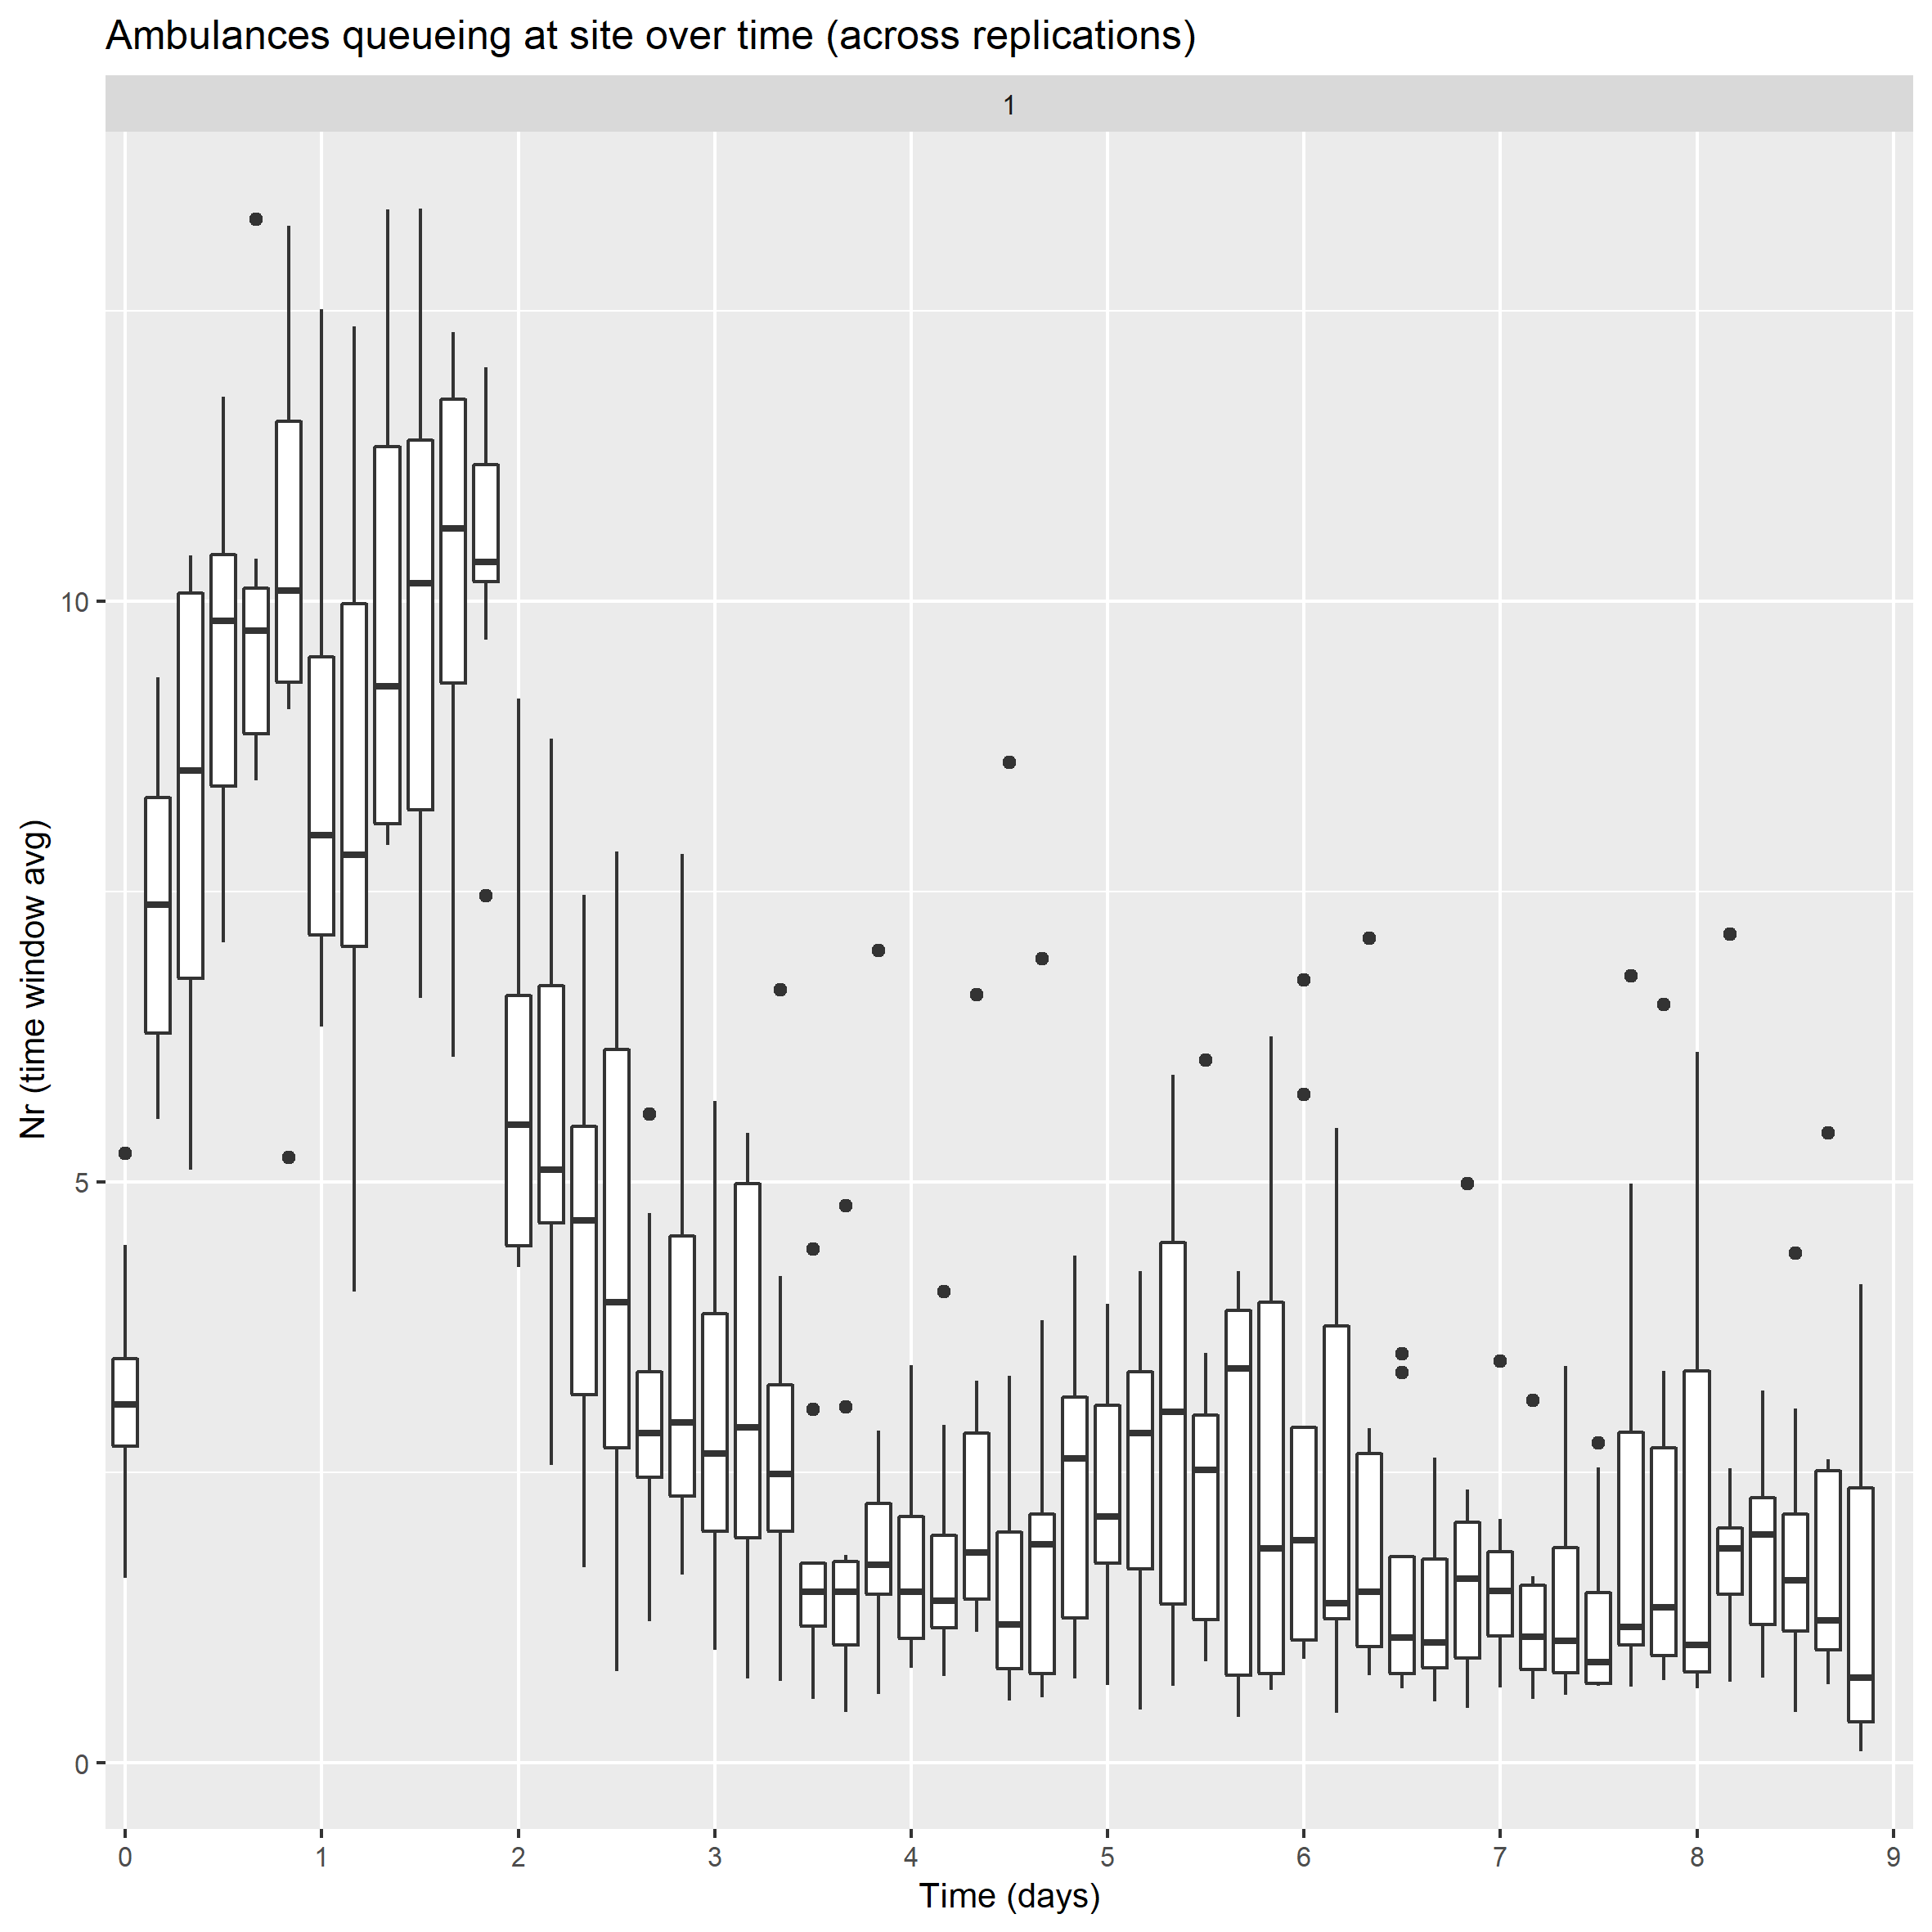 Ambulances queueing at site over time (across replications)
1
10
5
0
Nr (time window avg)
0 1 2 3 4 5 6 7 8 9
Time (days)